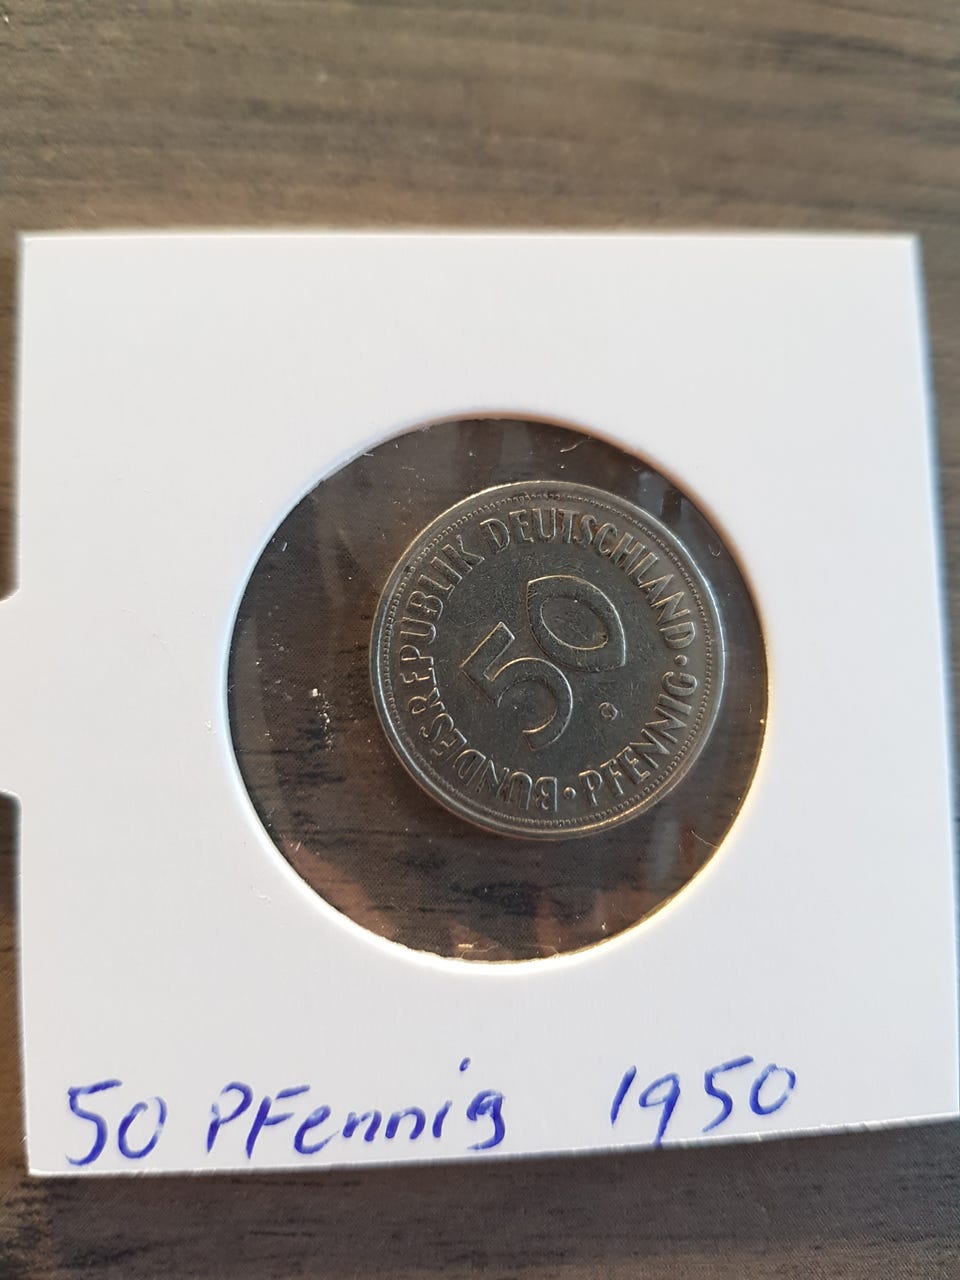 BUNDESREPUBLIK DEUTSCHLAND · PFENNIG ·
50
50 PFennig 1950